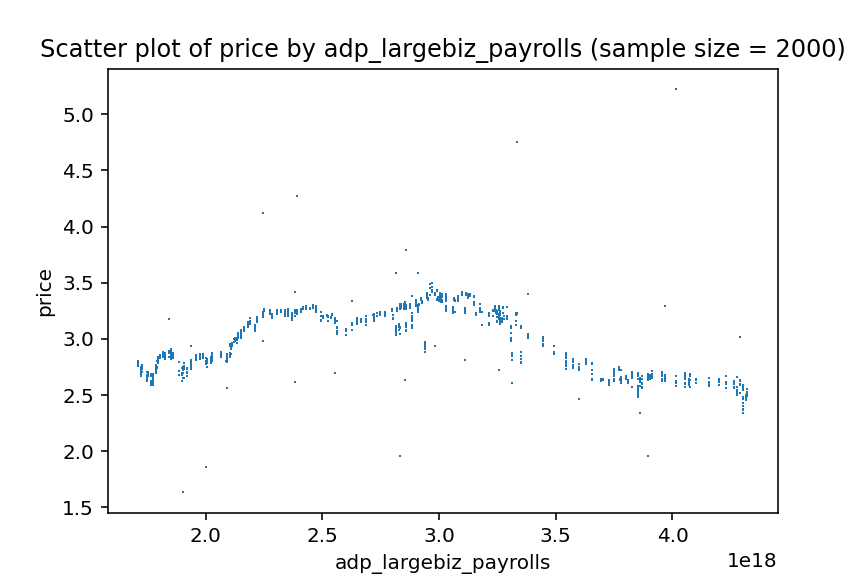 Scatter plot of price by adp_largebiz_payrolls (sample size = 2000)
price
5.0
4.5
4.0
3.5
3.0
2.5
2.0
1.5
2.0 2.5 3.0 3.5 4.0
adp_largebiz_payrolls
1e18